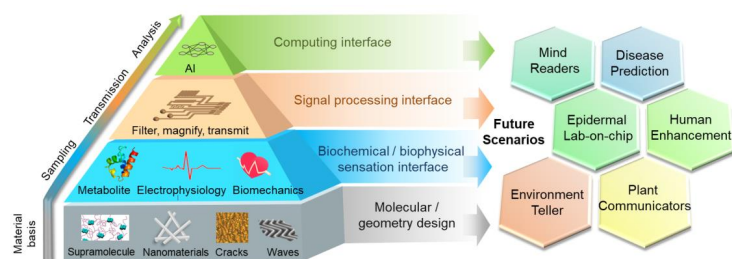 Analysis
Transmission
Sampling
Material
basis
AI
Computing interface
Filter, magnify, transmit
Signal processing interface
Metabolite
Electrophysiology
Biomechanics
Biochemical / biophysical
sensation interface
Supramolecule
Nanomaterials
Cracks
Waves
Molecular /
geometry design
Future
Scenarios
Mind
Readers
Disease
Prediction
Epidermal
Lab-on-chip
Human
Enhancement
Environment
Teller
Plant
Communicators